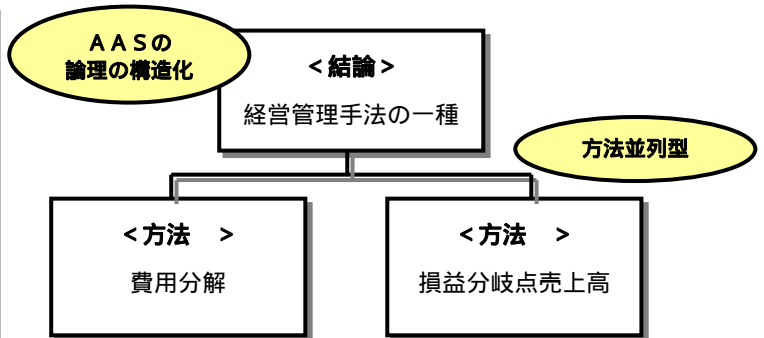 ＡＡＳの
論理の構造化
＜結論＞
経営管理手法の一種
方法並列型
＜方法　＞
費用分解
＜方法　＞
損益分岐点売上高